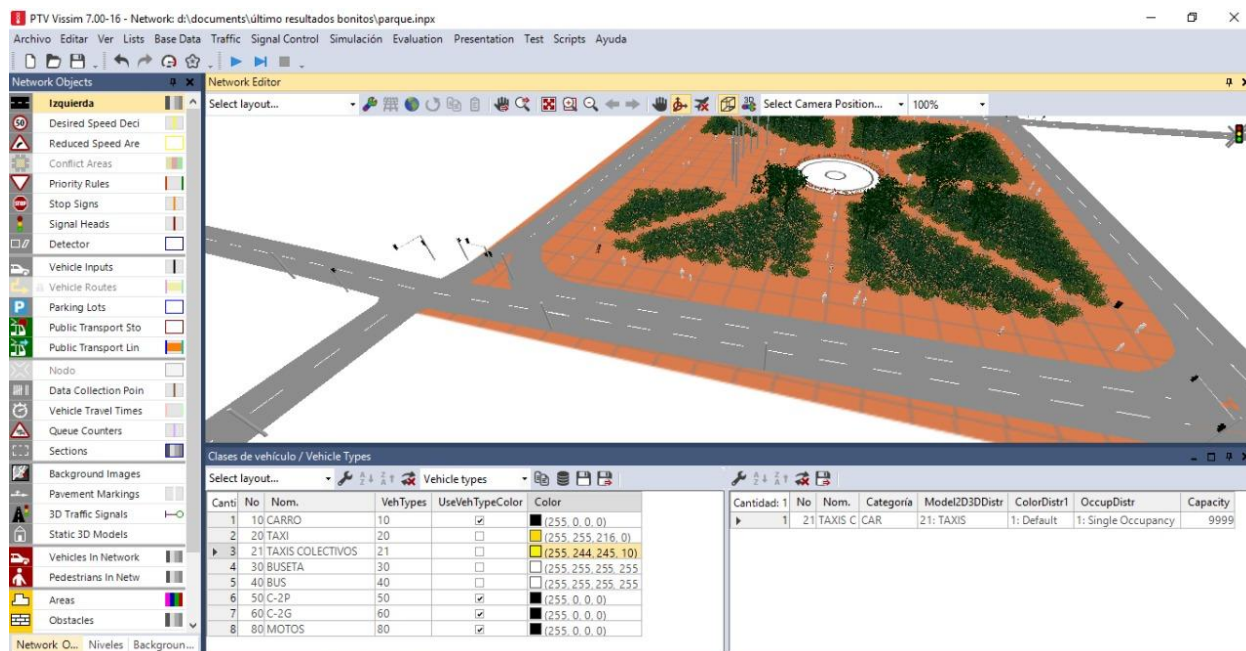 PTV Vissim 7.00-16 - Network: d:\documents\último resultados bonitos\parque.inpx
Archivo Editar Ver Lists Base Data Traffic Signal Control Simulación Evaluation Presentation Test Scripts Ayuda
Network Objects
Network Editor
Select layout... Select Camera Position... 100%
Izquierda
50 Desired Speed Deci
Reduced Speed Are
Conflict Areas
Priority Rules
STOP Stop Signs
Signal Heads
Detector
Vehicle Inputs
Vehicle Routes
P Parking Lots
Public Transport Sto
Public Transport Lin
Nodo
Data Collection Poin
Vehicle Travel Times
Queue Counters
Sections
Background Images
Pavement Markings
3D Traffic Signals
Static 3D Models
Vehicles In Network
Pedestrians In Netw
Areas
Obstacles
Network O... Niveles Backgroun...
Clases de vehículo / Vehicle Types
Select layout... Vehicle types
Canti No Nom. VehTypes UseVehTypeColor Color
1 10 CARRO 10 (255, 0, 0, 0)
2 20 TAXI 20 (255, 255, 216, 0)
3 21 TAXIS COLECTIVOS 21 (255, 244, 245, 10)
4 30 BUSETA 30 (255, 255, 255, 255
5 40 BUS 40 (255, 255, 255, 255
6 50 C-2P 50 (255, 0, 0, 0)
7 60 C-2G 60 (255, 0, 0, 0)
8 80 MOTOS 80 (255, 0, 0, 0)
Cantidad: 1 No Nom. Categoría Model2D3DDistr ColorDistr1 OccupDistr Capacity
1 21 TAXIS C CAR 21: TAXIS 1: Default 1: Single Occupancy 9999